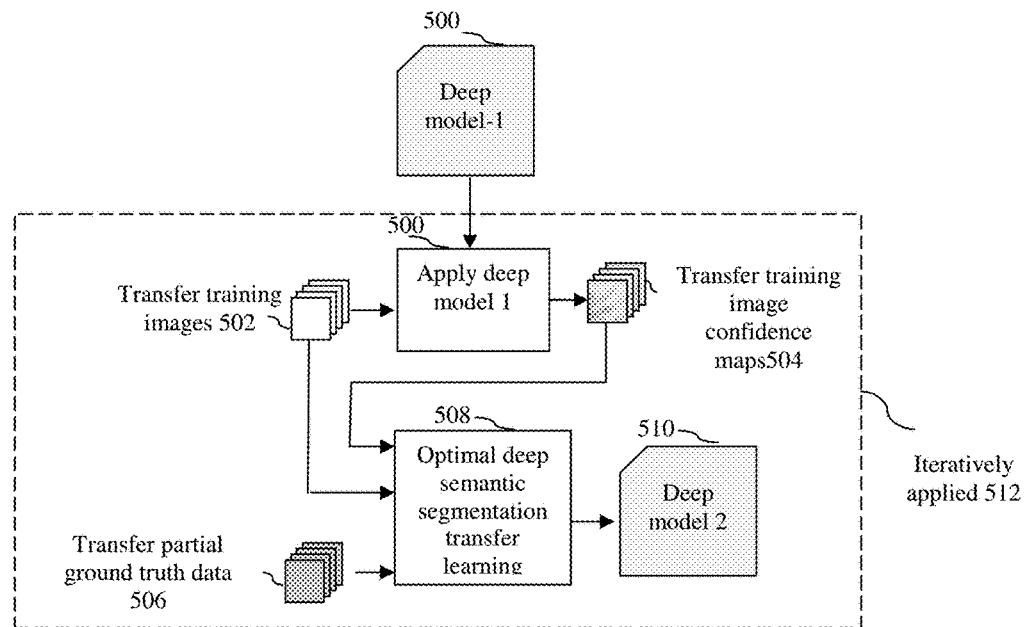 500
Deep
model-1
500
Apply deep
model 1
Transfer training
images 502
Transfer training
image
confidence
maps504
508
Optimal deep
semantic
segmentation
transfer
learning
510
Deep
model 2
Iteratively
applied 512
Transfer partial
ground truth data
506